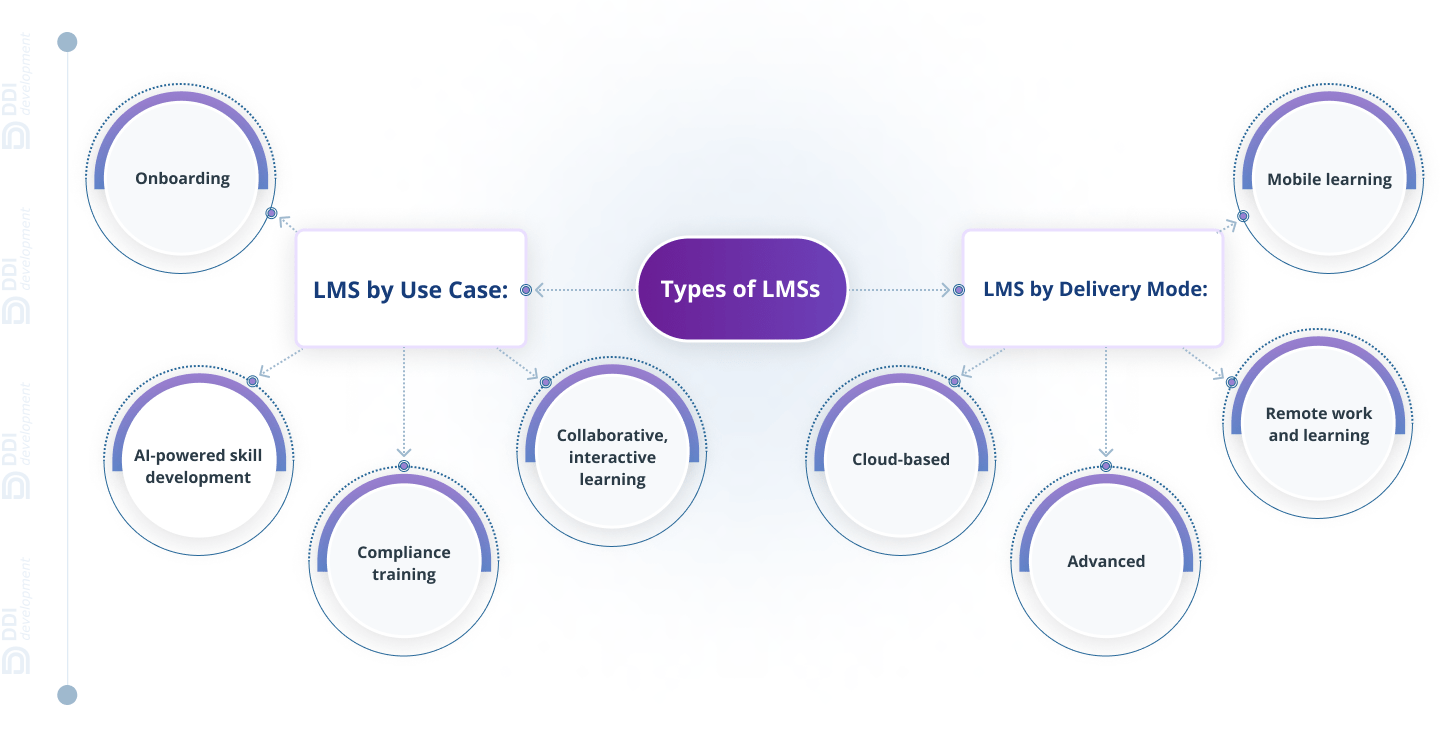 Types of LMSs
LMS by Use Case:
Onboarding
AI-powered skill
development
Compliance
training
Collaborative,
interactive
learning
LMS by Delivery Mode:
Mobile learning
Cloud-based
Advanced
Remote work
and learning
DDI
development
DDI
development
DDI
development
DDI
development